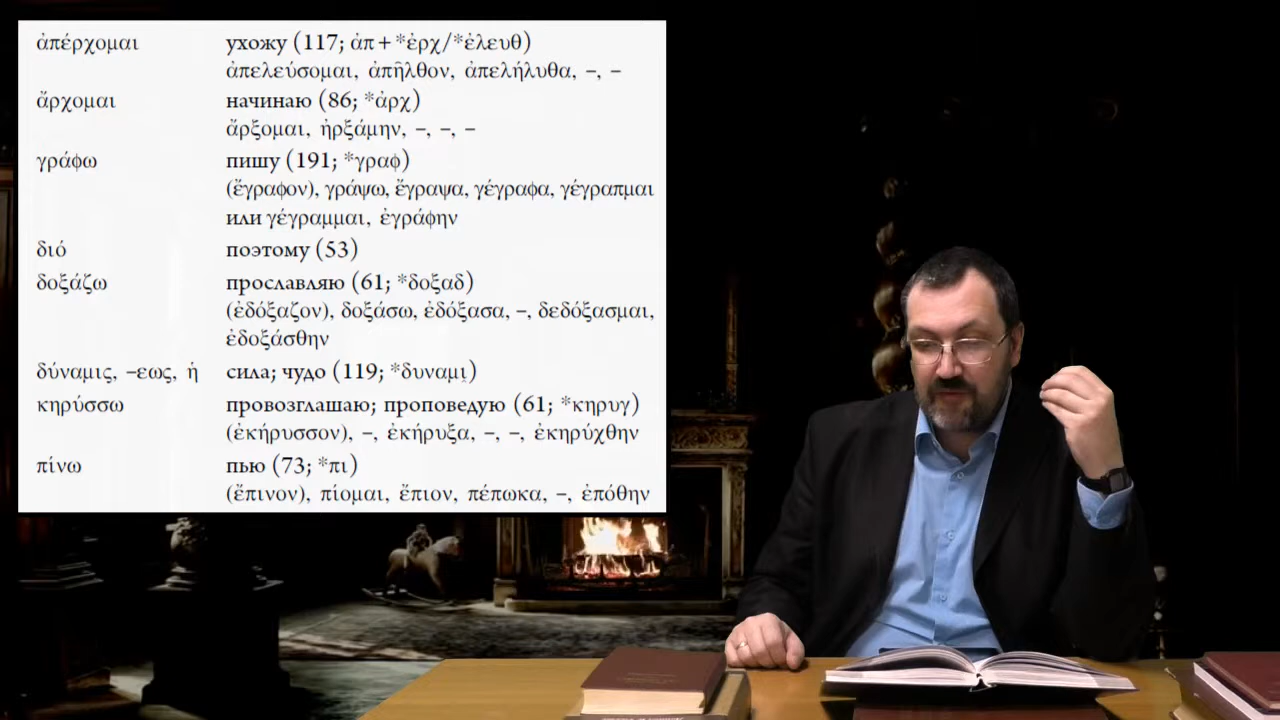 ἀπέρχομαι ухожу (117; ἀπ + *ἐρχ/*ἐλευθ)
ἀπελεύσομαι, ἀπῆλθον, ἀπελήλυθα, –, –
ἄρχομαι начинаю (86; *ἀρχ)
ἄρξομαι, ἠρξάμην, –, –, –
γράφω пишу (191; *γραφ)
(ἔγραφον), γράψω, ἔγραψα, γέγραφα, γέγραπμαι
или γέγραμμαι, ἐγράφην
διό поэтому (53)
δοξάζω прославляю (61; *δοξαδ)
(ἐδόξαζον), δοξάσω, ἐδόξασα, –, δεδόξασμαι,
ἐδοξάσθην
δύναμις, –εως, ἡ сила; чудо (119; *δυναμι̯)
κηρύσσω провозглашаю; проповедую (61; *κηρυγ)
(ἐκήρυσσον), –, ἐκήρυξα, –, –, ἐκηρύχθην
πίνω пью (73; *πι)
(ἔπινον), πίομαι, ἔπιον, πέπωκα, –, ἐπόθην